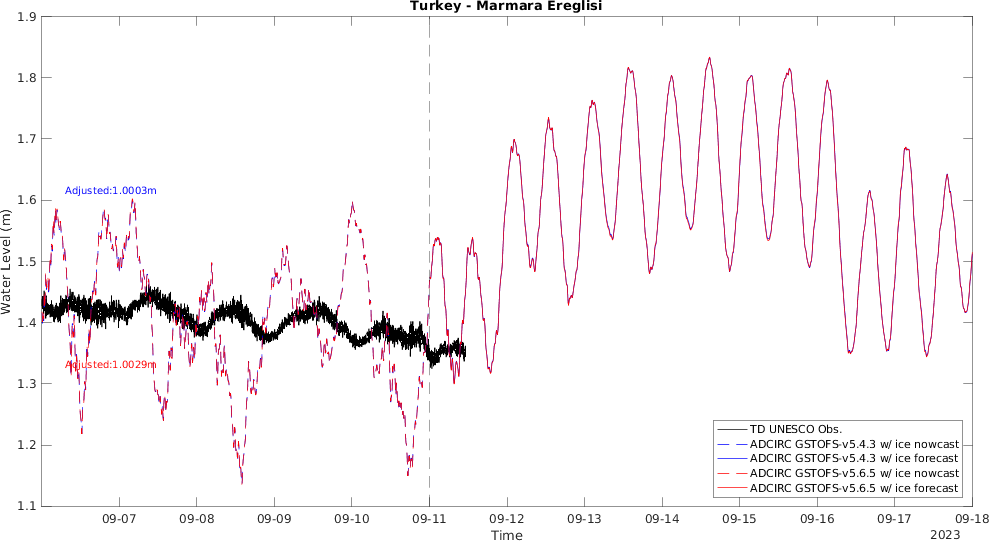 Turkey - Marmara Ereglisi
1.9
1.8
1.7
1.6
1.5
1.4
1.3
1.2
1.1
Water Level (m)
Adjusted:1.0003m
Adjusted:1.0029m
TD UNESCO Obs.
ADCIRC GSTOFS-v5.4.3 w/ ice nowcast
ADCIRC GSTOFS-v5.4.3 w/ ice forecast
ADCIRC GSTOFS-v5.6.5 w/ ice nowcast
ADCIRC GSTOFS-v5.6.5 w/ ice forecast
09-07 09-08 09-09 09-10 09-11 09-12 09-13 09-14 09-15 09-16 09-17 09-18
Time
2023